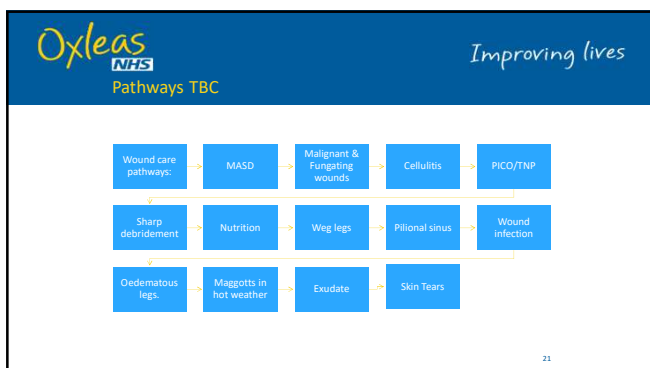 Oxleas
NHS
Improving lives
Pathways TBC
Wound care
pathways:
MASD
Malignant &
Fungating
wounds
Cellulitis
PICO/TNP
Sharp
debridement
Nutrition
Weg legs
Pilional sinus
Wound
infection
Oedematous
legs.
Maggotts in
hot weather
Exudate
Skin Tears
21